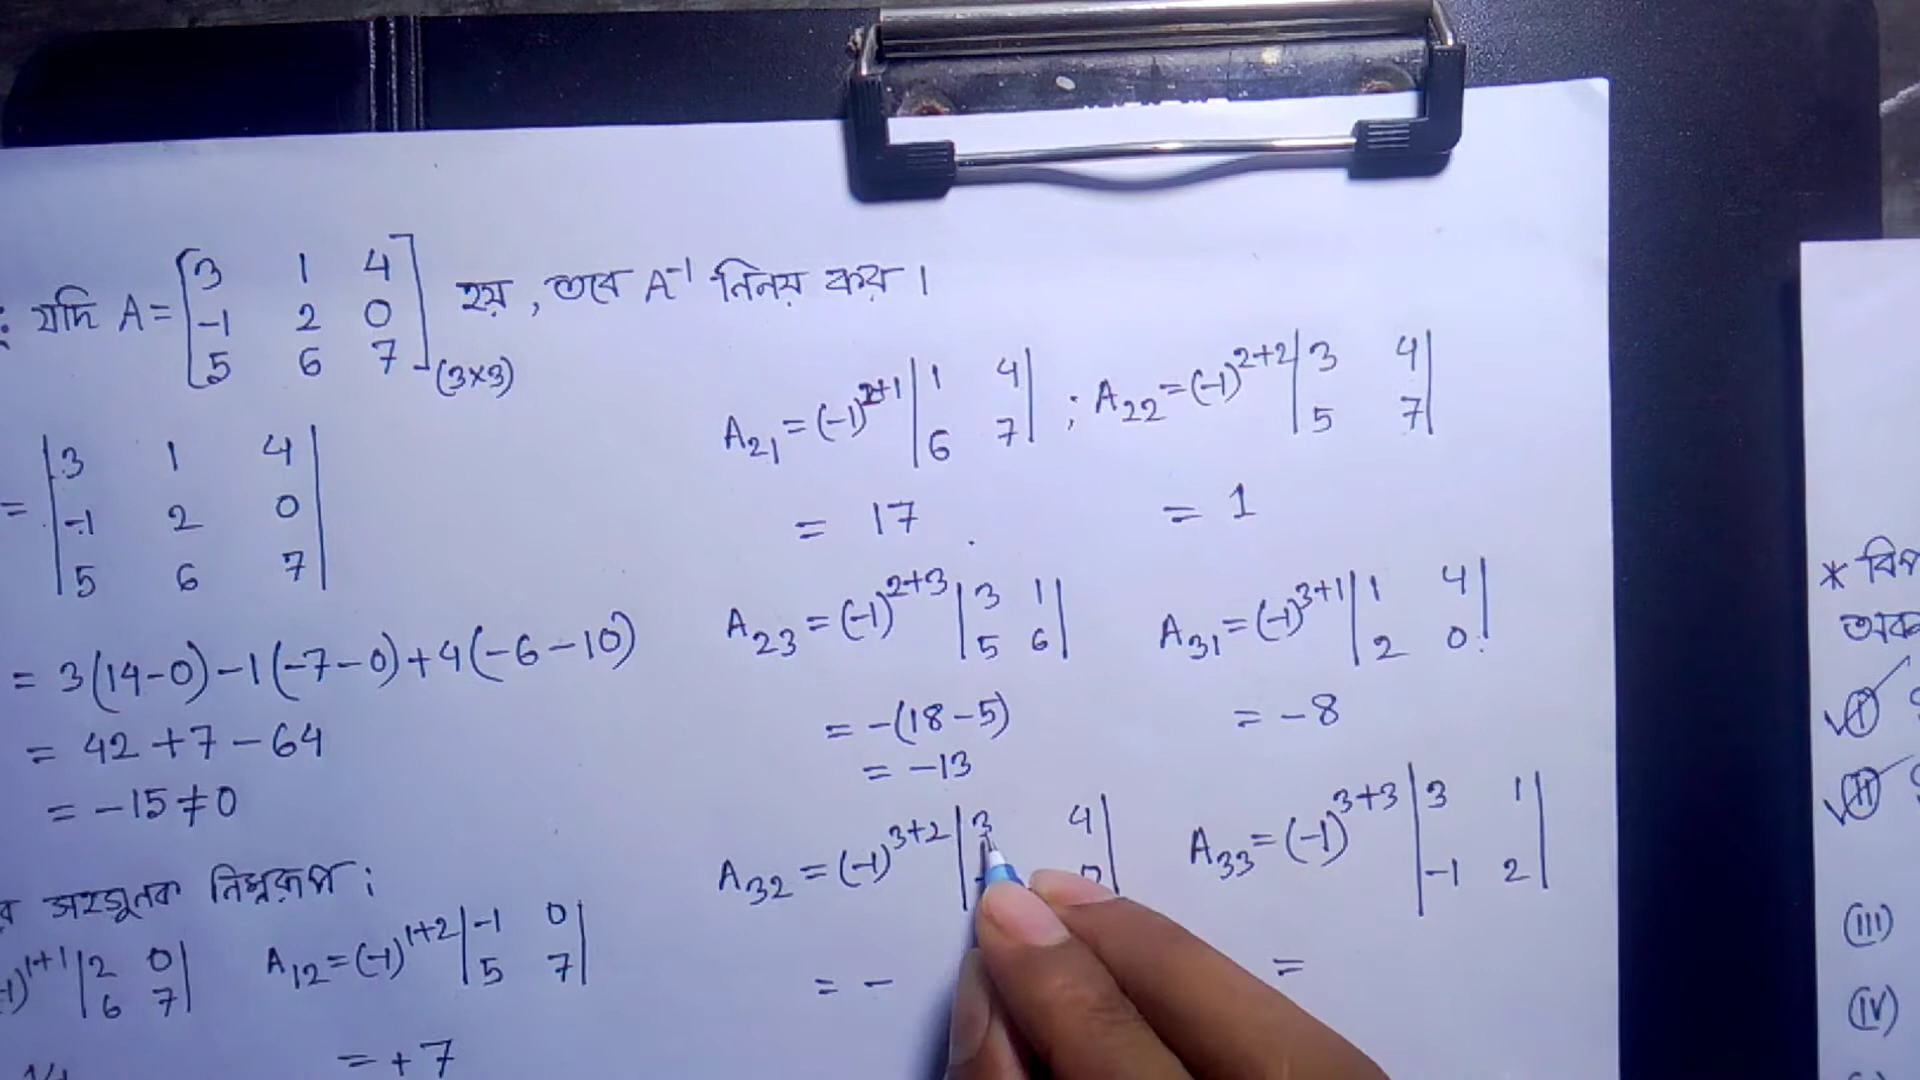 : যদি A = [3 1 4
-1 2 0
5 6 7](3×3) হয়, তবে A⁻¹ নিনয় কর।
= |3 1 4|
|-1 2 0|
|5 6 7|
= 3(14-0)-1(-7-0)+4(-6-10)
= 42+7-64
= -15≠0
সহগুনক নিম্নরূপ:
1)^1+1 |2 0|
|6 7|
A12=(-1)^1+2 |-1 0|
|5 7|
= +7
A21=(-1)^2+1 |1 4|
|6 7|
; A22=(-1)^2+2 |3 4|
|5 7|
= 17
= 1
A23=(-1)^2+3 |3 1|
|5 6|
A31=(-1)^3+1 |1 4|
|2 0|
= -(18-5)
= -13
= -8
A32=(-1)^3+2 |3 4|
0|
A33=(-1)^3+3 |3 1|
|-1 2|
= -
=
*
(I)
(II)
(III)
(IV)